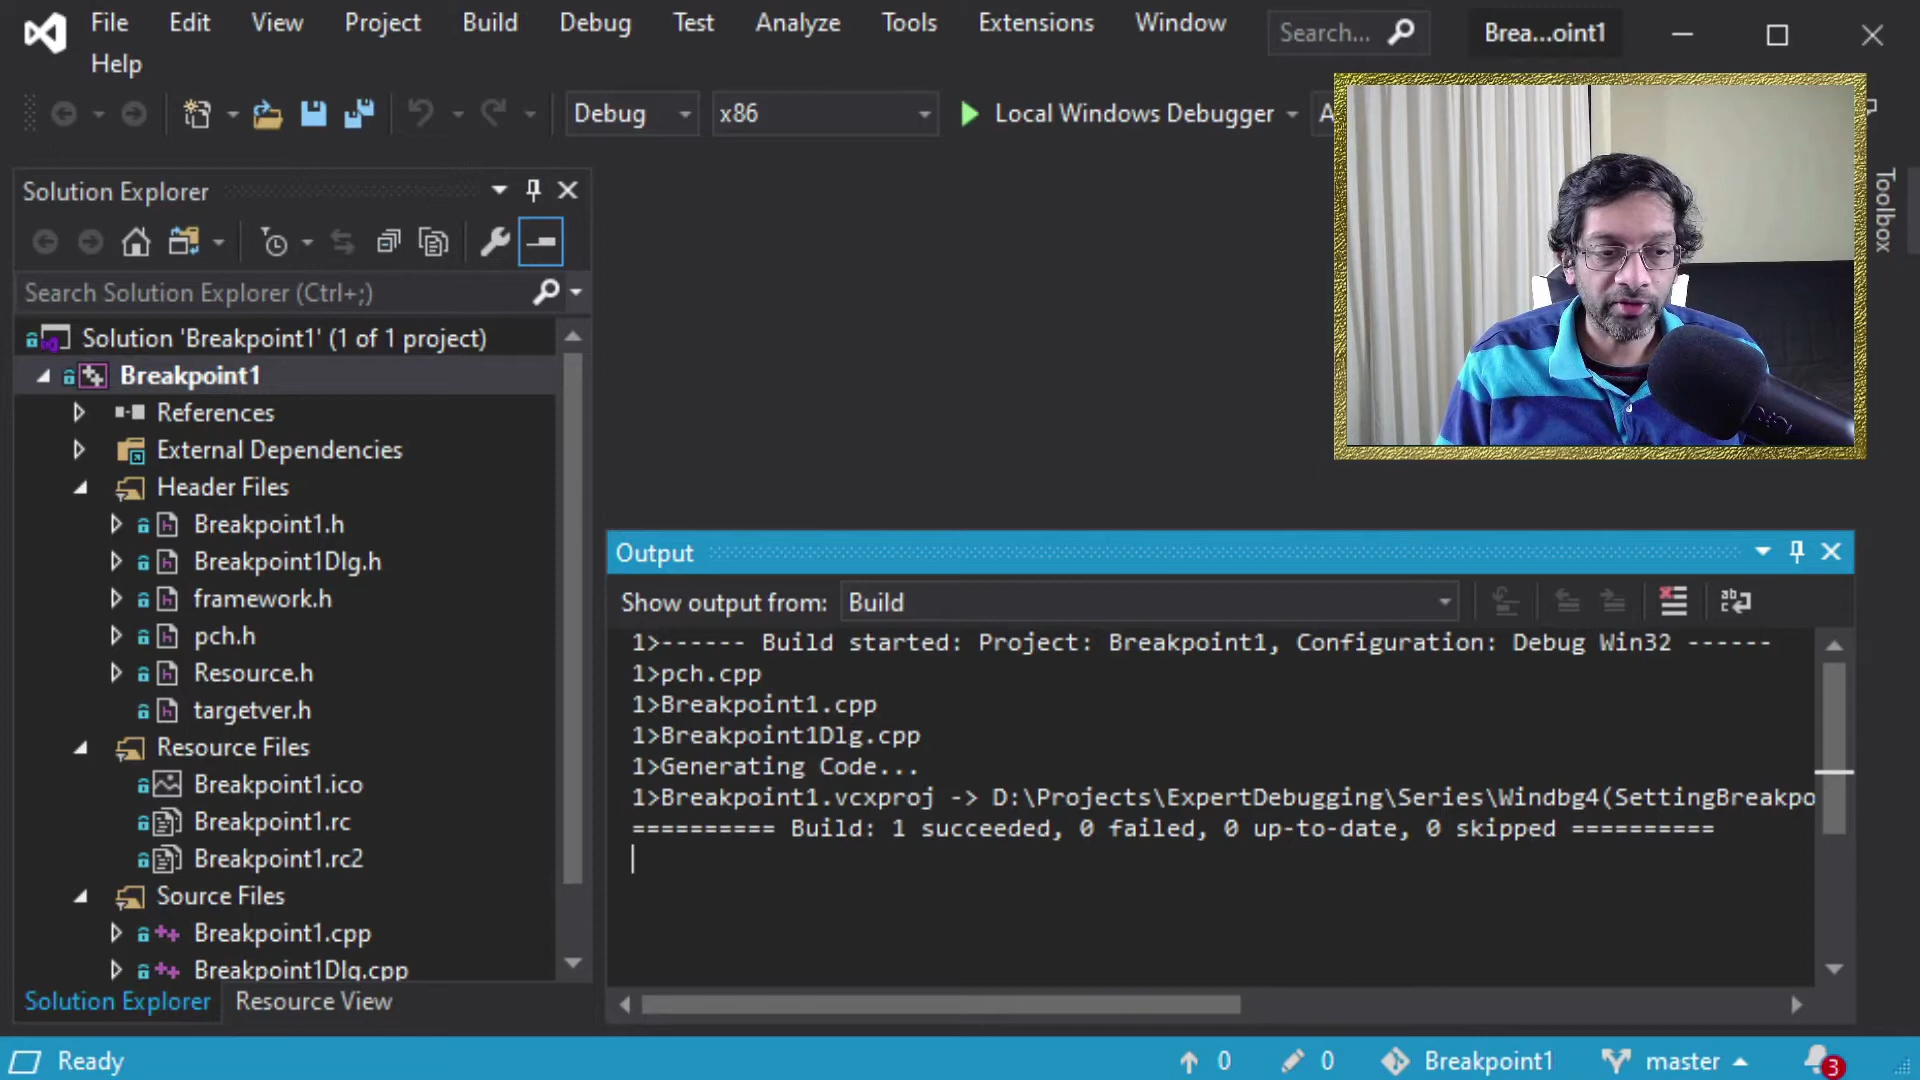 File Edit View Project Build Debug Test Analyze Tools Extensions Window Search... Brea...oint1
Help
Debug x86 Local Windows Debugger A
Solution Explorer
Search Solution Explorer (Ctrl+;)
Solution 'Breakpoint1' (1 of 1 project)
Breakpoint1
References
External Dependencies
Header Files
Breakpoint1.h
Breakpoint1Dlg.h
framework.h
pch.h
Resource.h
targetver.h
Resource Files
Breakpoint1.ico
Breakpoint1.rc
Breakpoint1.rc2
Source Files
Breakpoint1.cpp
Breakpoint1Dlg.cpp
Solution Explorer Resource View
Toolbox
Output
Show output from: Build
1>------ Build started: Project: Breakpoint1, Configuration: Debug Win32 ------
1>pch.cpp
1>Breakpoint1.cpp
1>Breakpoint1Dlg.cpp
1>Generating Code...
1>Breakpoint1.vcxproj -> D:\Projects\ExpertDebugging\Series\Windbg4(SettingBreakpo
========== Build: 1 succeeded, 0 failed, 0 up-to-date, 0 skipped ==========
Ready 0 0 Breakpoint1 master 3